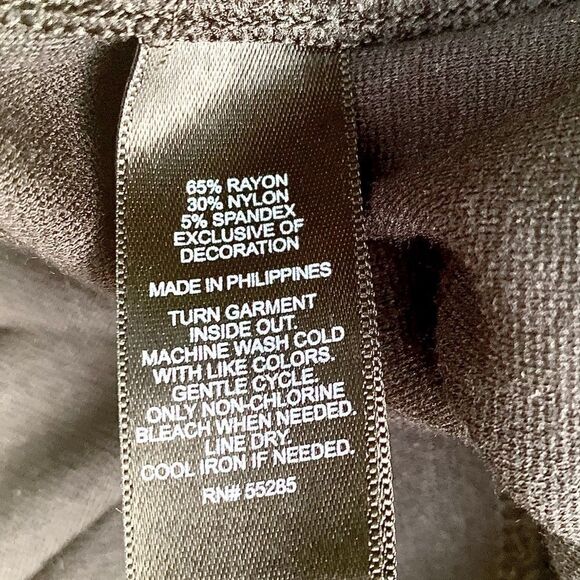 65% RAYON
30% NYLON
5% SPANDEX
EXCLUSIVE OF
DECORATION
MADE IN PHILIPPINES
TURN GARMENT
INSIDE OUT.
MACHINE WASH COLD
WITH LIKE COLORS.
GENTLE CYCLE.
ONLY NON-CHLORINE
BLEACH WHEN NEEDED.
LINE DRY.
COOL IRON IF NEEDED.
RN# 55285